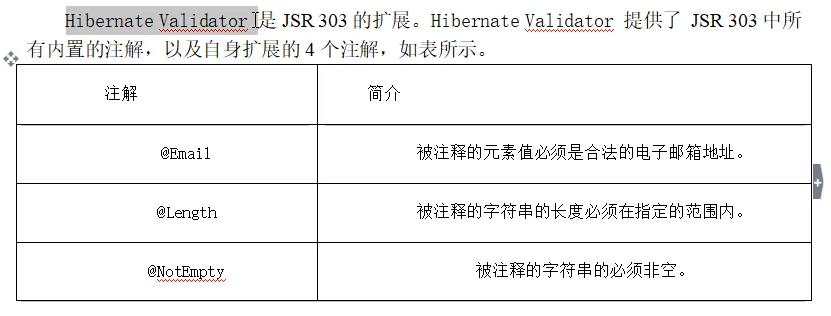 Hibernate Validator 是 JSR 303 的扩展。Hibernate Validator 提供了 JSR 303 中所
有内置的注解，以及自身扩展的 4 个注解，如表所示。
注解 简介
@Email 被注释的元素值必须是合法的电子邮箱地址。
@Length 被注释的字符串的长度必须在指定的范围内。
@NotEmpty 被注释的字符串的必须非空。